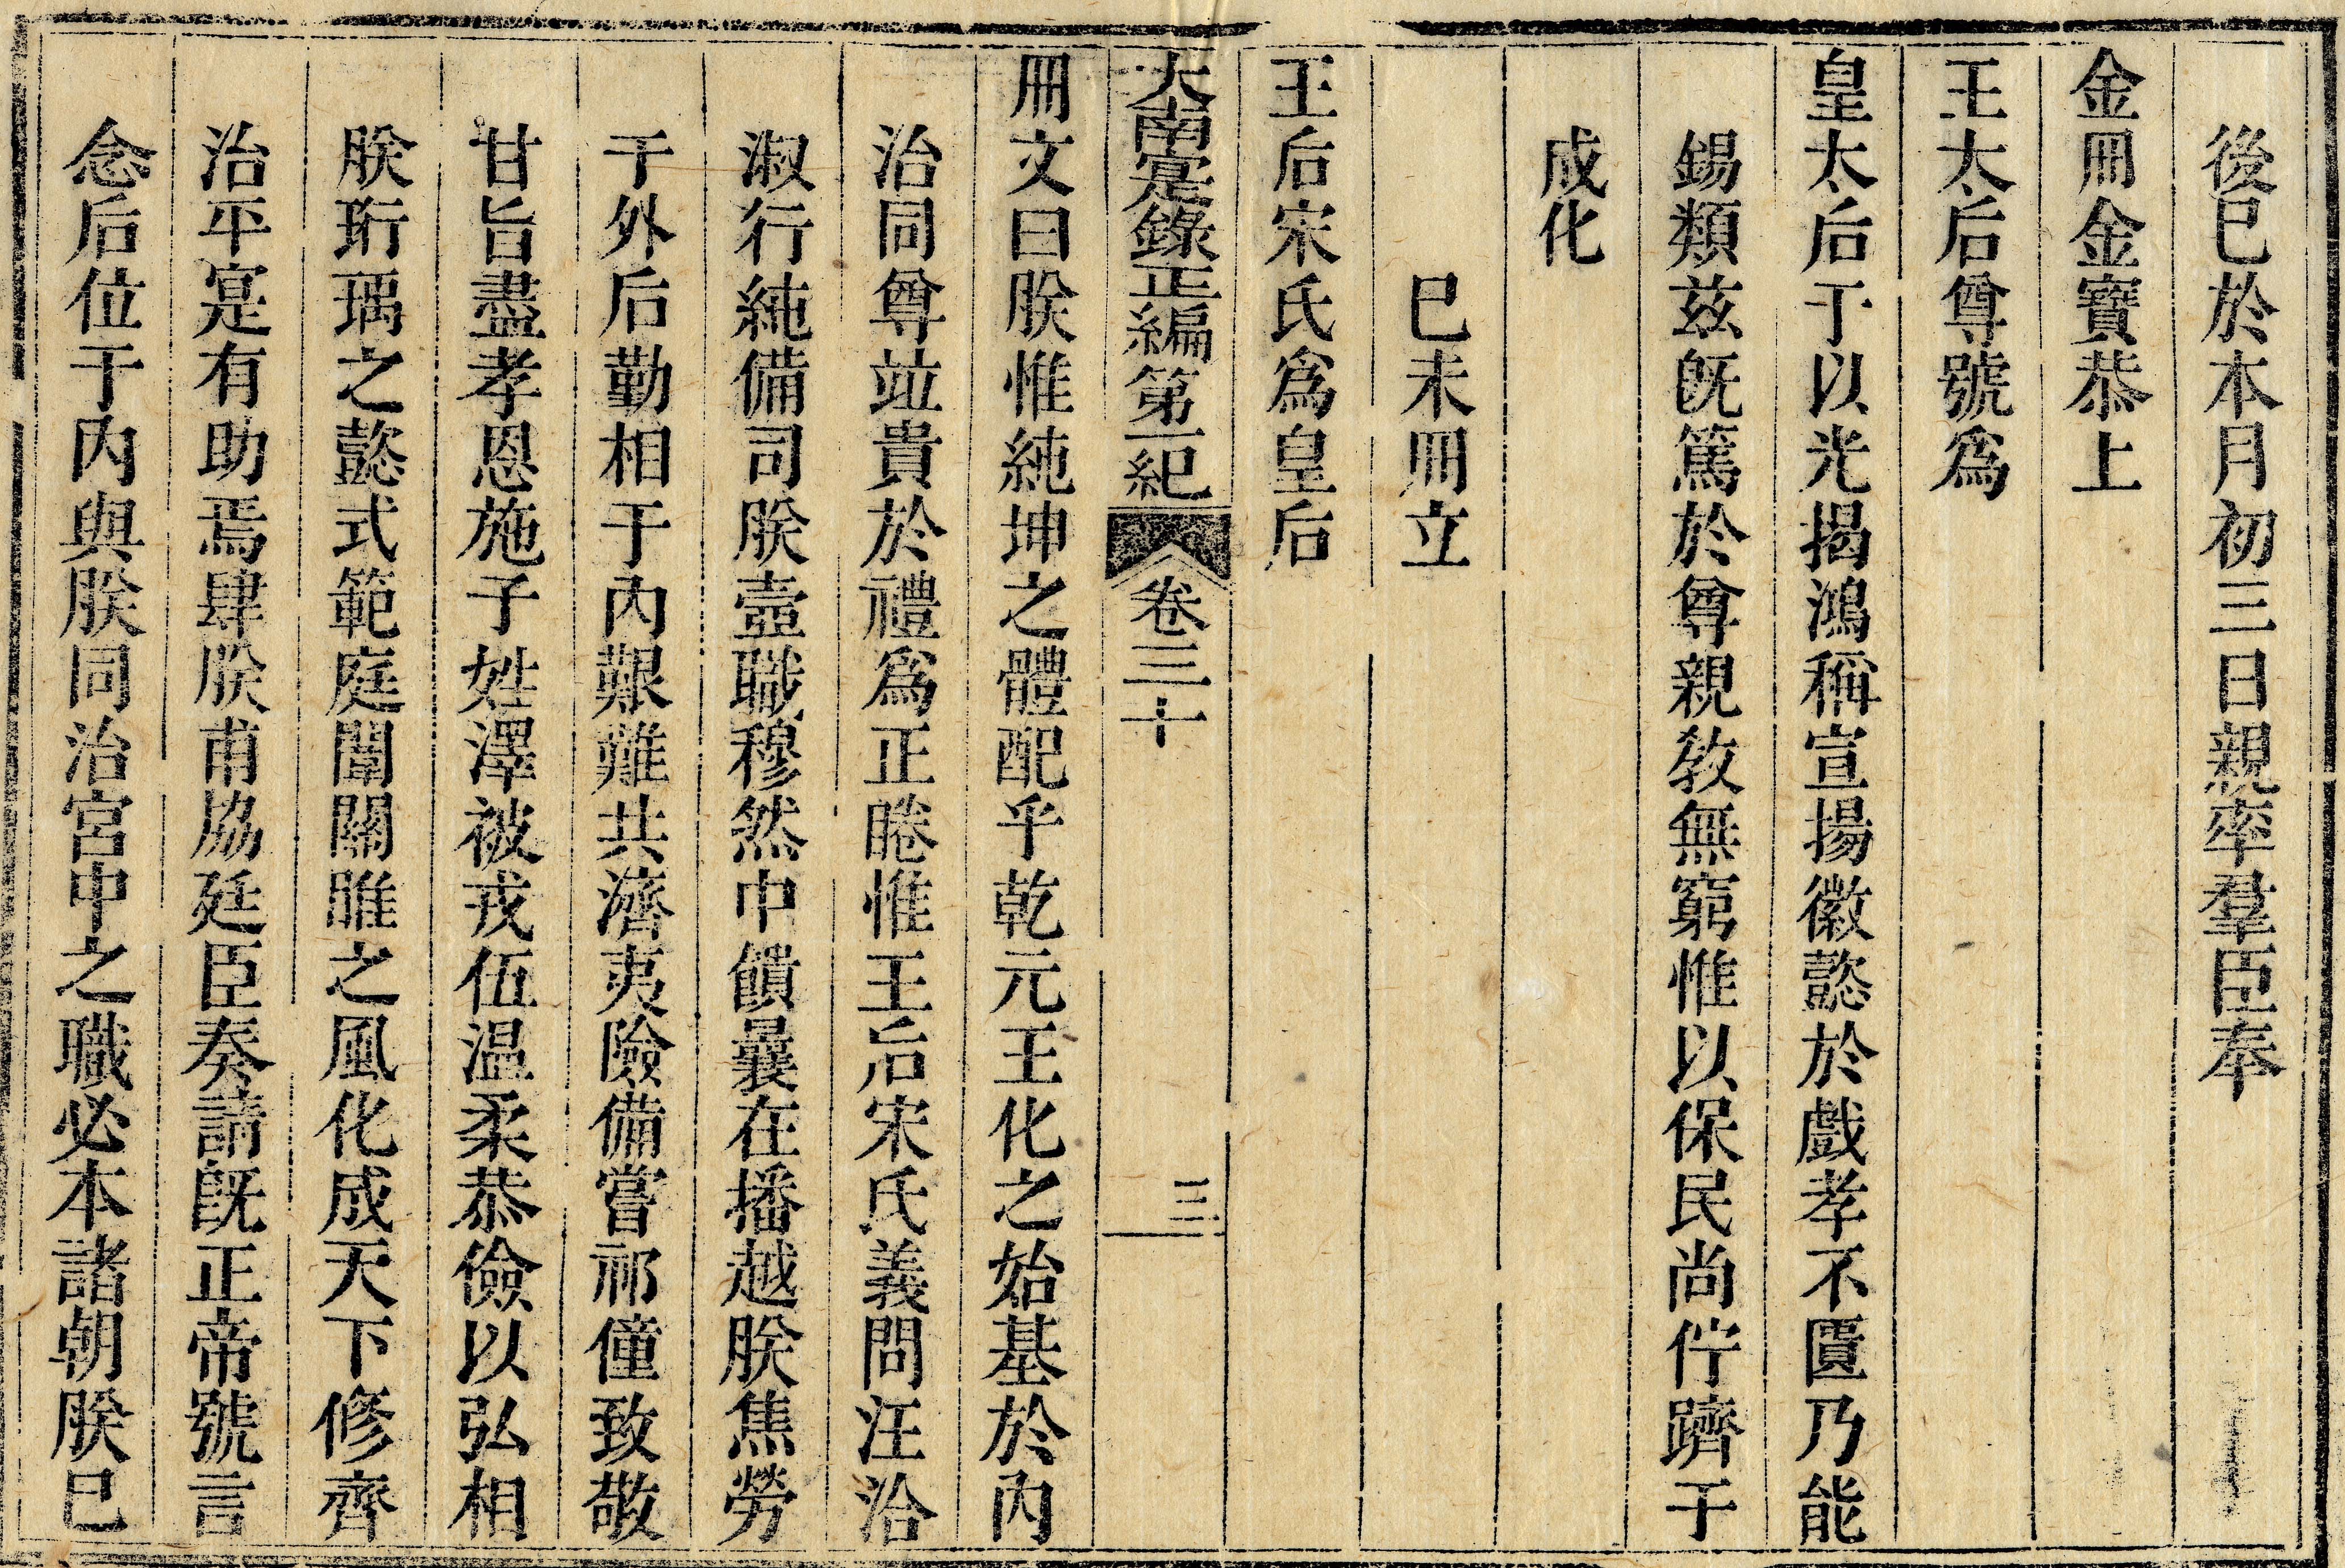 後已於本月初三日親率羣臣奉
金冊金寶恭上
王太后尊號爲
皇太后于以光揭鴻稱宣揚徽懿於戲孝不匱乃能
錫類茲旣篤於尊親敎無窮惟以保民尚佇躋于
成化
已未冊立
王后宋氏爲皇后
大南寔錄正編第一紀 卷三十 三
冊文曰朕惟純坤之體配乎乾元王化之始基於內
治同尊竝貴於禮爲正睠惟王后宋氏義問汪洽
淑行純備司朕壼職穆然中饋曩在播越朕焦勞
于外后勤相于內艱難共濟夷險備嘗祁僮致敬
甘旨盡孝恩施子姓澤被戎伍温柔恭儉以弘相
朕珩瑀之懿式範庭闈關雎之風化成天下修齊
治平寔有助焉肆朕甫協廷臣奏請旣正帝號言
念后位于內與朕同治宮中之職必本諸朝朕已